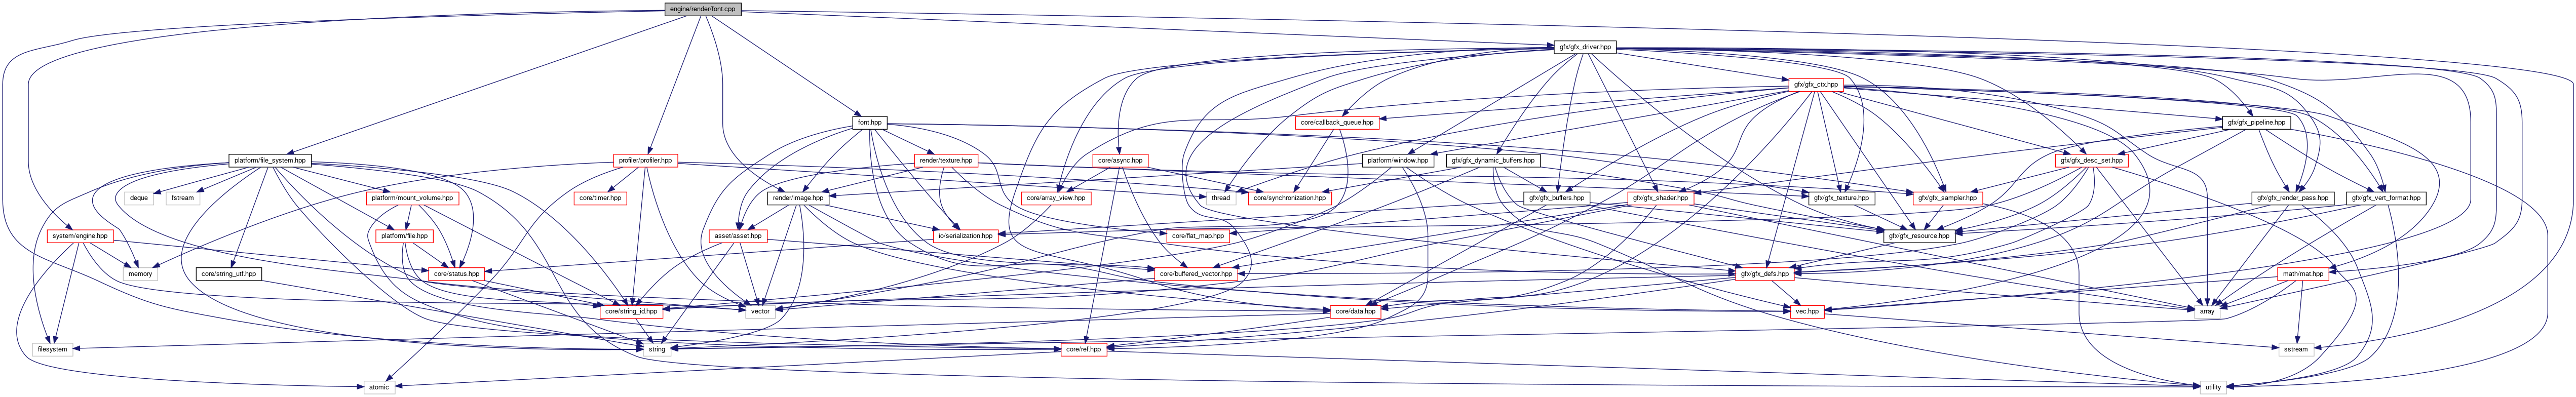 engine/render/font.cpp
gfx/gfx_driver.hpp
gfx/gfx_ctx.hpp
font.hpp
core/callback_queue.hpp
gfx/gfx_pipeline.hpp
platform/file_system.hpp
profiler/profiler.hpp
render/texture.hpp
core/async.hpp
platform/window.hpp
gfx/gfx_dynamic_buffers.hpp
gfx/gfx_desc_set.hpp
deque
fstream
platform/mount_volume.hpp
core/timer.hpp
render/image.hpp
core/array_view.hpp
thread
core/synchronization.hpp
gfx/gfx_buffers.hpp
gfx/gfx_shader.hpp
gfx/gfx_texture.hpp
gfx/gfx_sampler.hpp
gfx/gfx_render_pass.hpp
gfx/gfx_vert_format.hpp
system/engine.hpp
platform/file.hpp
asset/asset.hpp
io/serialization.hpp
core/flat_map.hpp
gfx/gfx_resource.hpp
memory
core/string_utf.hpp
core/status.hpp
core/buffered_vector.hpp
gfx/gfx_defs.hpp
math/mat.hpp
core/string_id.hpp
vector
core/data.hpp
vec.hpp
array
filesystem
string
core/ref.hpp
sstream
atomic
utility